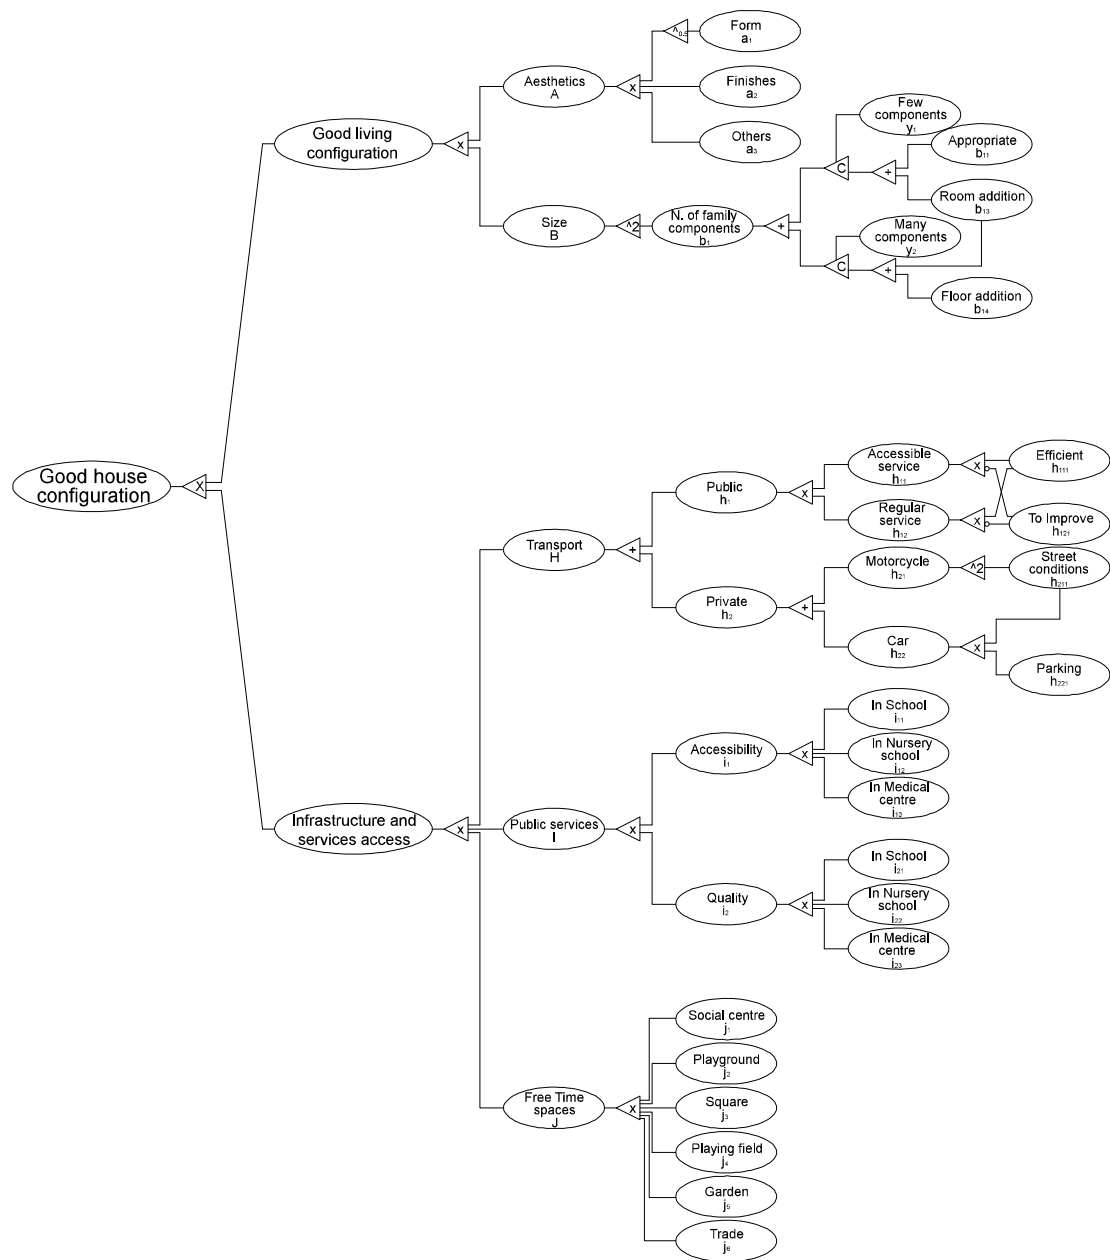 Good house
configuration
X
Good living
configuration
x
Aesthetics
A
x
^0.5
Form
a1
Finishes
a2
Others
a3
Size
B
^2
N. of family
components
b1
+
C
Few
components
y1
+
Appropriate
b11
Room addition
b13
C
Many
components
y2
+
Floor addition
b14
Infrastructure and
services access
x
Transport
H
+
Public
h1
x
Accessible
service
h11
x
Efficient
h111
Regular
service
h12
x
To Improve
h121
Private
h2
+
Motorcycle
h21
^2
Street
conditions
h211
Car
h22
x
Parking
h221
Public services
I
x
Accessibility
i1
x
In School
i11
In Nursery
school
i12
In Medical
centre
i13
Quality
i2
x
In School
i21
In Nursery
school
i22
In Medical
centre
i23
Free Time
spaces
J
x
Social centre
j1
Playground
j2
Square
j3
Playing field
j4
Garden
j5
Trade
j6